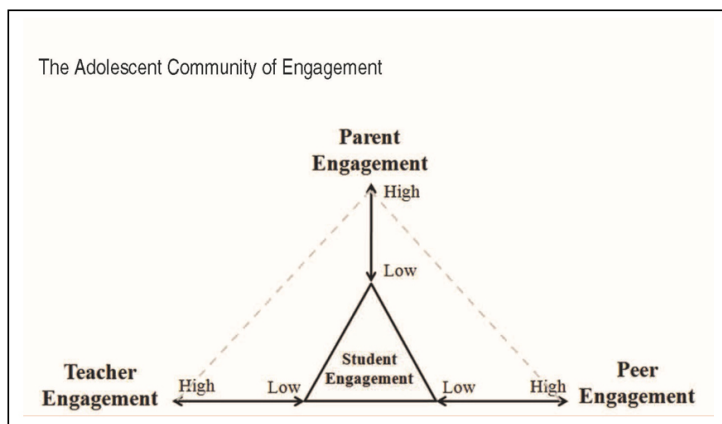 The Adolescent Community of Engagement
Parent
Engagement
High
Low
Student
Engagement
Teacher
Engagement
High
Low
Low
High
Peer
Engagement